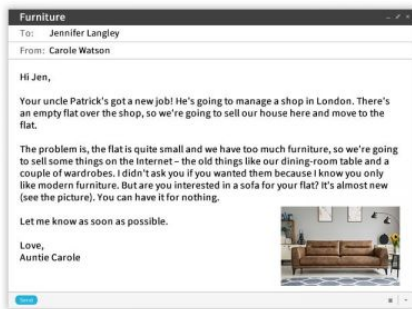 Furniture
To: Jennifer Langley
From: Carole Watson
Hi Jen,
Your uncle Patrick's got a new job! He's going to manage a shop in London. There's
an empty flat over the shop, so we're going to sell our house here and move to the
flat.
The problem is, the flat is quite small and we have too much furniture, so we're going
to sell some things on the Internet – the old things like our dining-room table and a
couple of wardrobes. I didn't ask you if you wanted them because I know you only
like modern furniture. But are you interested in a sofa for your flat? It's almost new
(see the picture). You can have it for nothing.
Let me know as soon as possible.
Love,
Auntie Carole
Send